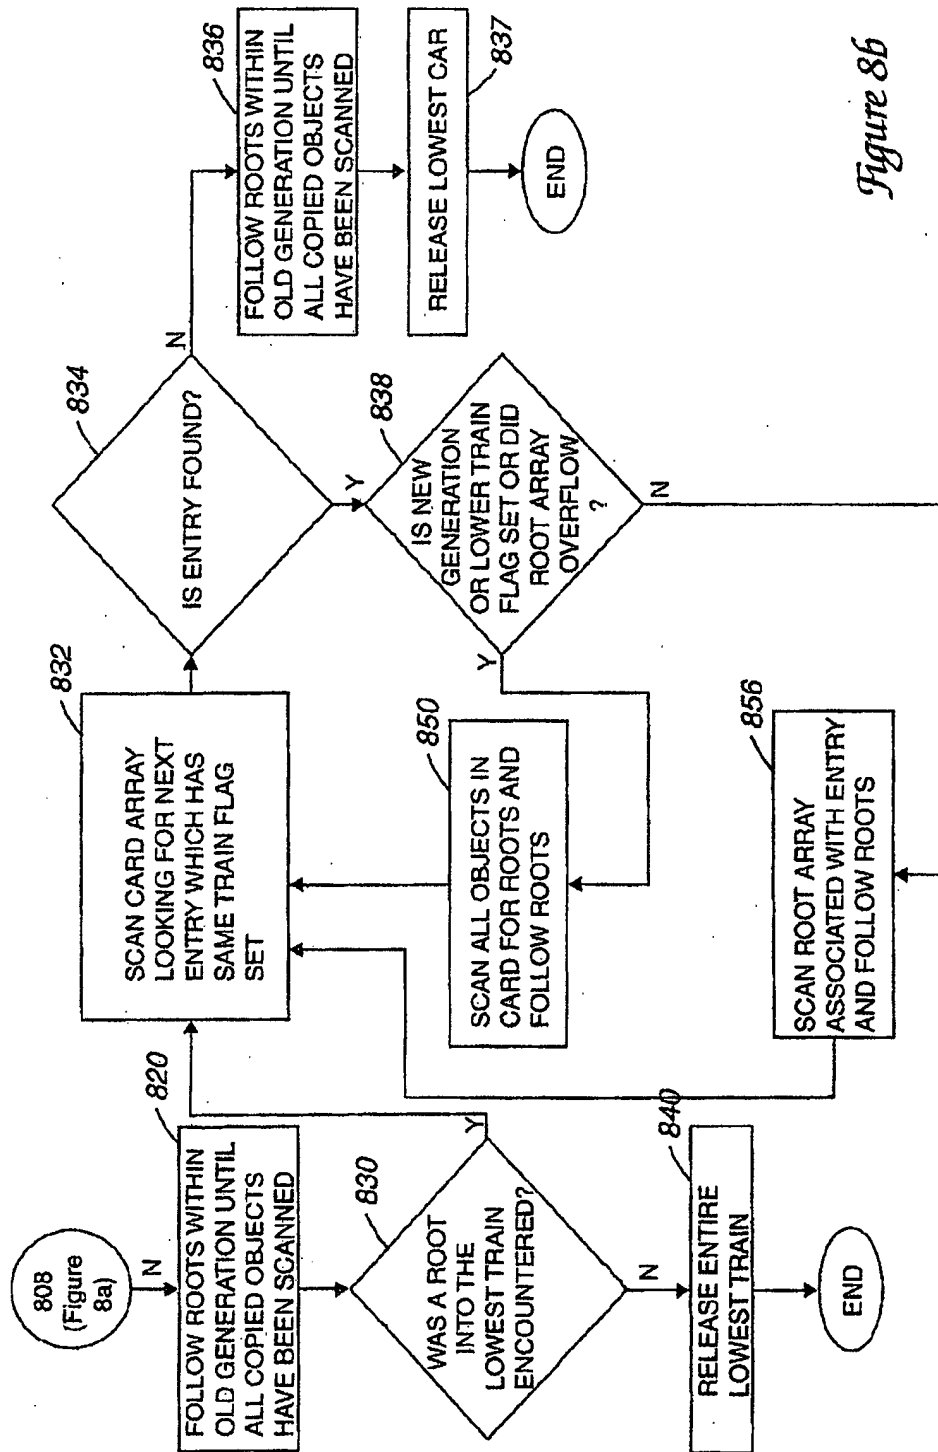 808
(Figure
8a)
N
820
FOLLOW ROOTS WITHIN
OLD GENERATION UNTIL
ALL COPIED OBJECTS
HAVE BEEN SCANNED
830
WAS A ROOT
INTO THE
LOWEST TRAIN
ENCOUNTERED?
Y
N
840
RELEASE ENTIRE
LOWEST TRAIN
END
832
SCAN CARD ARRAY
LOOKING FOR NEXT
ENTRY WHICH HAS
SAME TRAIN FLAG
SET
834
IS ENTRY FOUND?
N
Y
836
FOLLOW ROOTS WITHIN
OLD GENERATION UNTIL
ALL COPIED OBJECTS
HAVE BEEN SCANNED
837
RELEASE LOWEST CAR
END
838
IS NEW
GENERATION
OR LOWER TRAIN
FLAG SET OR DID
ROOT ARRAY
OVERFLOW
?
Y
N
850
SCAN ALL OBJECTS IN
CARD FOR ROOTS AND
FOLLOW ROOTS
856
SCAN ROOT ARRAY
ASSOCIATED WITH ENTRY
AND FOLLOW ROOTS
Figure 8b